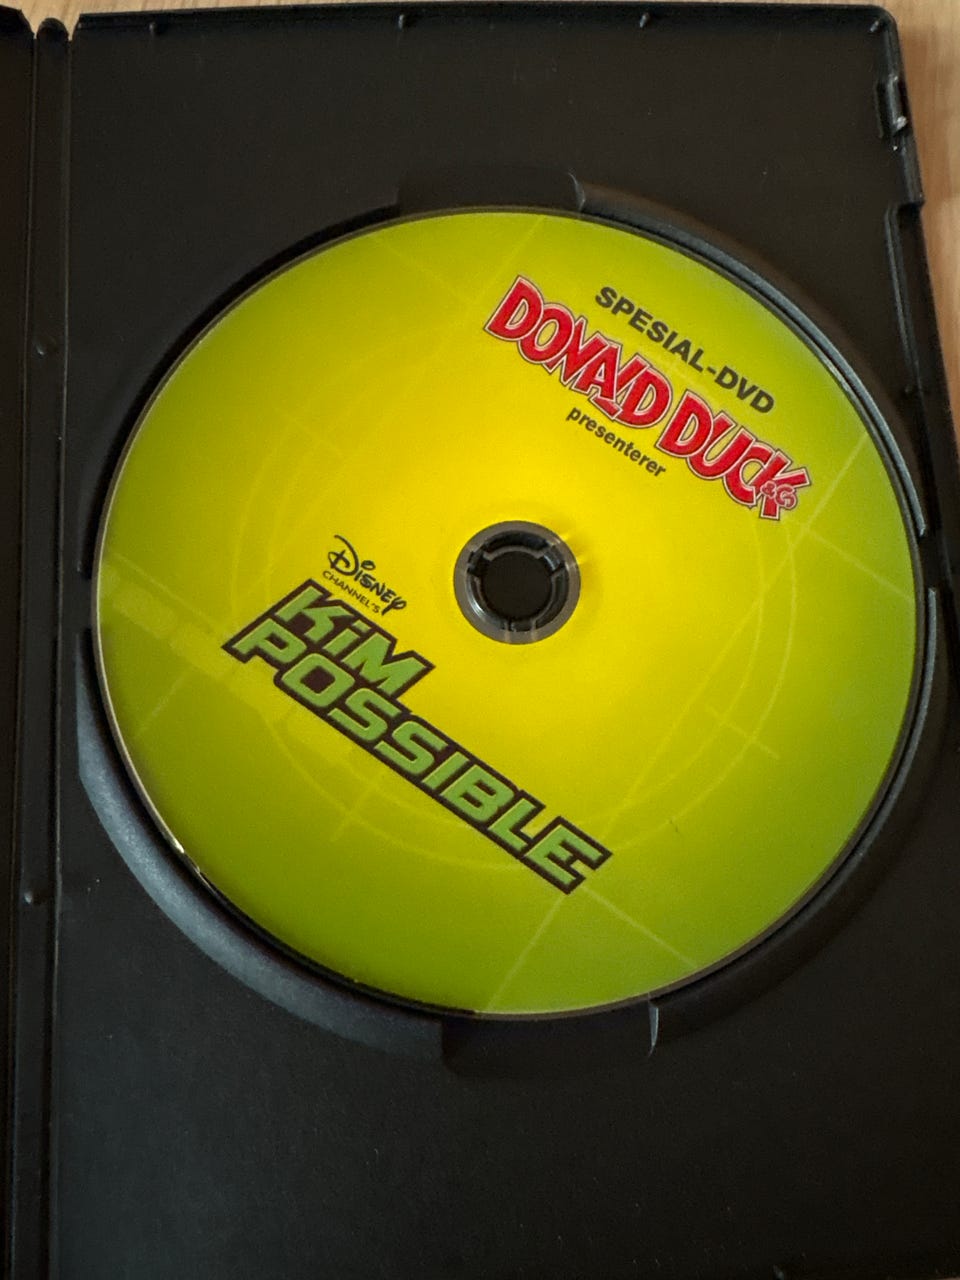 SPESIAL-DVD
DONALD DUCK
&Co
presenterer
Disney
CHANNEL'S
KiM
POSSIBLE